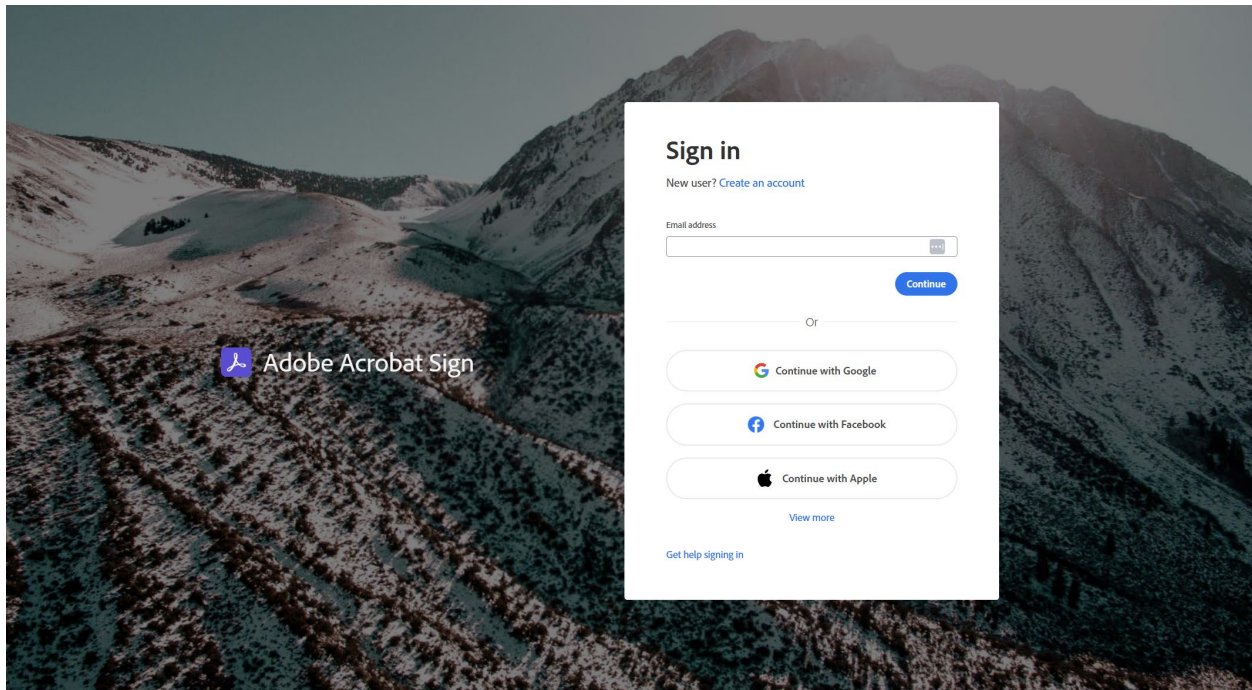 Sign in
New user? Create an account
Email address
Continue
Or
Continue with Google
Continue with Facebook
Continue with Apple
View more
Get help signing in
Adobe Acrobat Sign